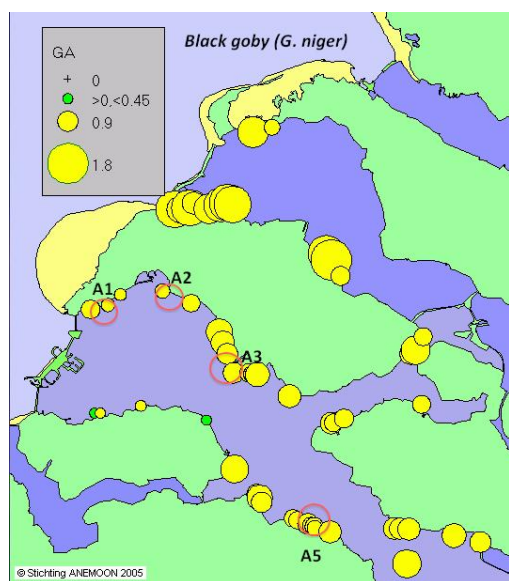 Black goby (G. niger)
GA
+ 0
>0,<0.45
0.9
1.8
A1
A2
A3
A5
© Stichting ANEMOON 2005